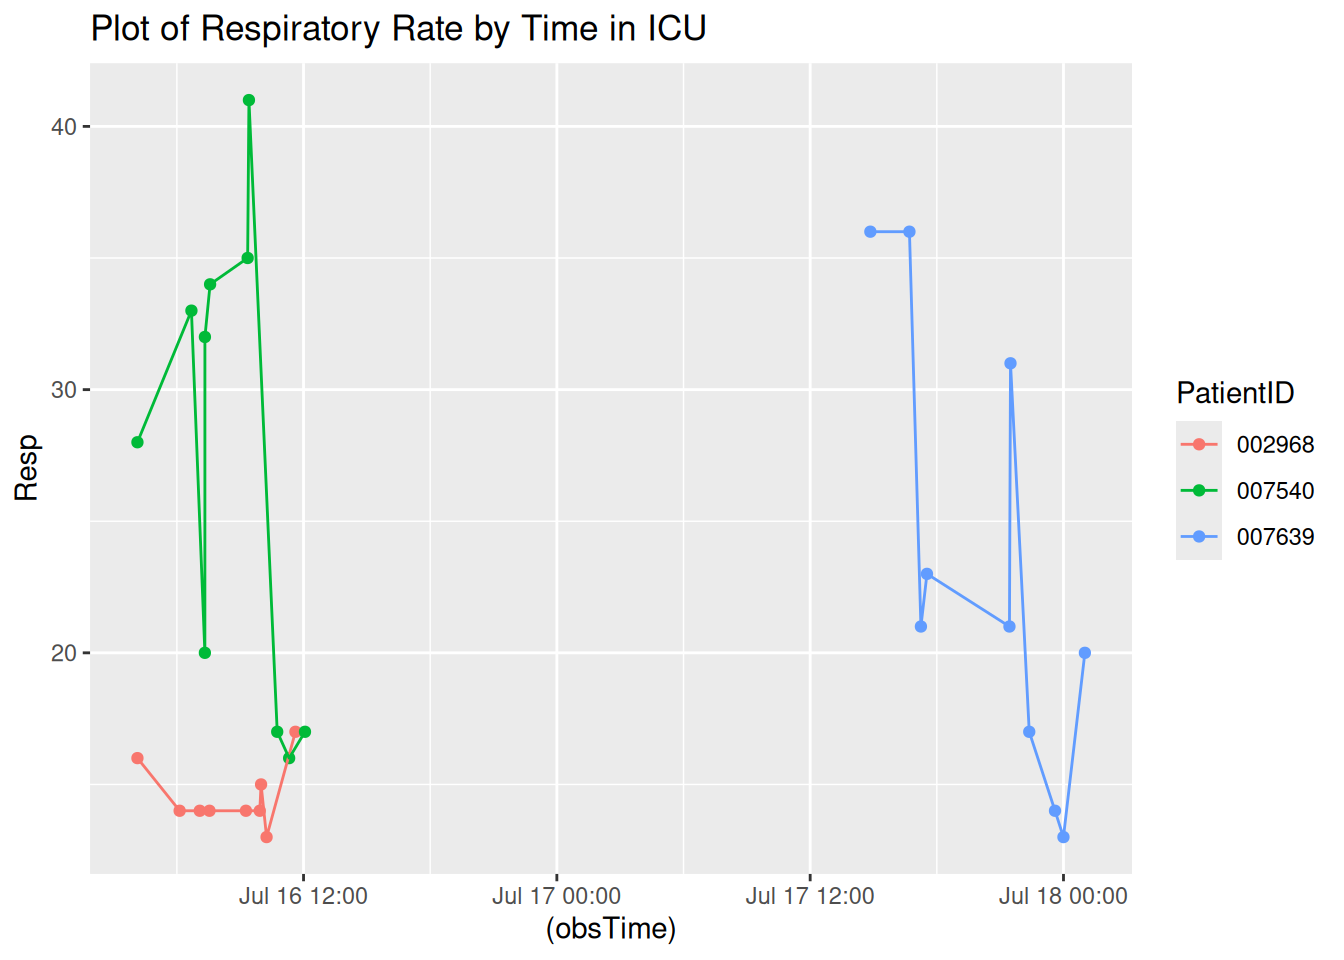 Plot of Respiratory Rate by Time in ICU
40
30
20
Resp
Jul 16 12:00
Jul 17 00:00
Jul 17 12:00
Jul 18 00:00
(obsTime)
PatientID
002968
007540
007639